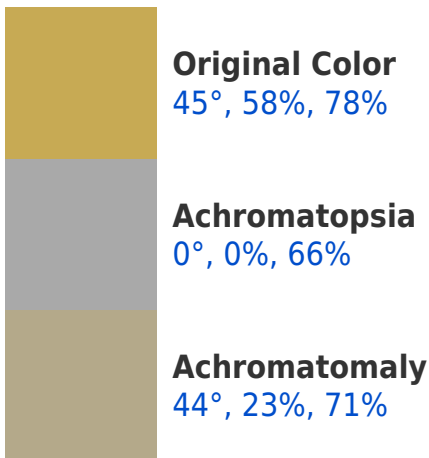 Original Color
45°, 58%, 78%
Achromatopsia
0°, 0%, 66%
Achromatomaly
44°, 23%, 71%